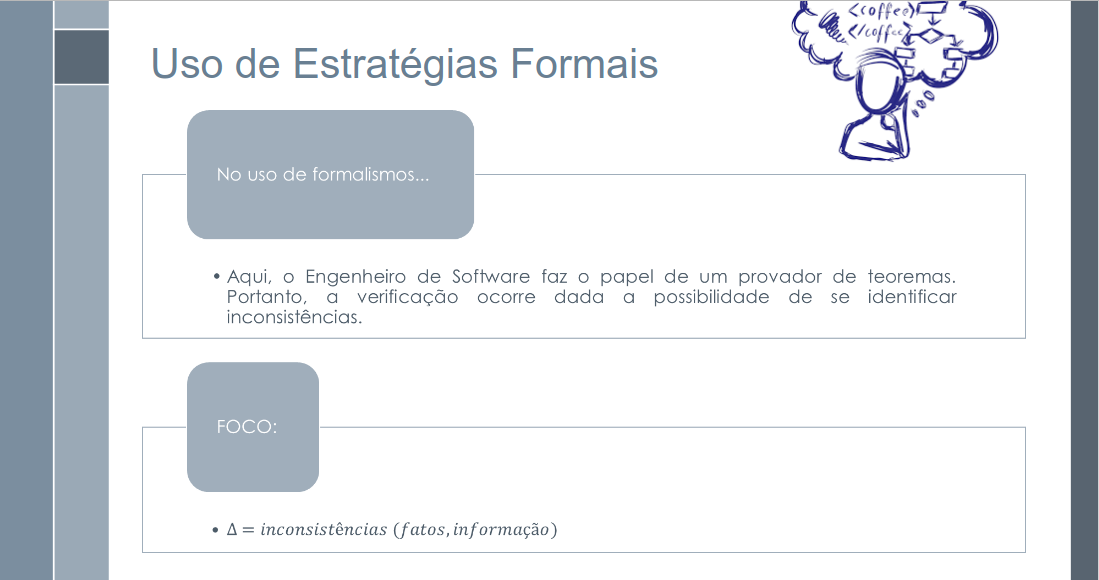 <coffee>
</coffee>
Uso de Estratégias Formais
No uso de formalismos...
• Aqui, o Engenheiro de Software faz o papel de um provador de teoremas.
Portanto, a verificação ocorre dada a possibilidade de se identificar
inconsistências.
FOCO:
• Δ = inconsistências (fatos, informação)